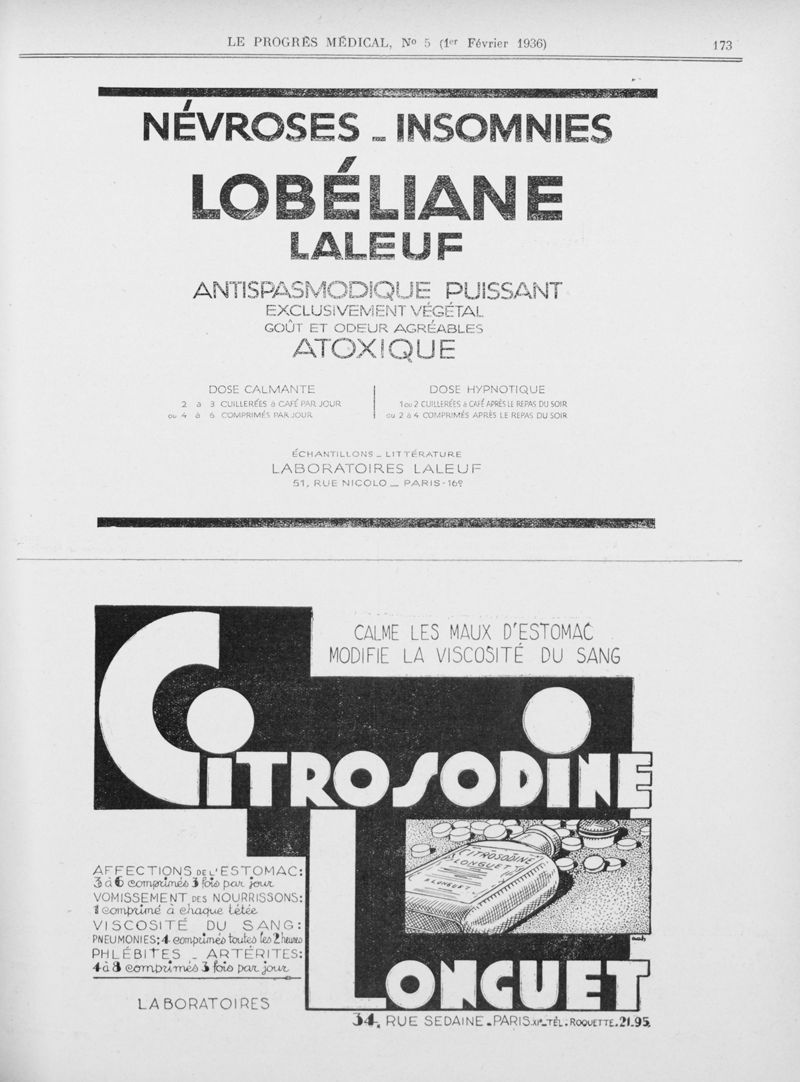 LE PROGRÈS MÉDICAL, No 5 (1er Février 1936)
173
NÉVROSES - INSOMNIES
LOBÉLIANE
LALEUF
ANTISPASMODIQUE PUISSANT
EXCLUSIVEMENT VÉGÉTAL
GOÛT ET ODEUR AGRÉABLES
ATOXIQUE
DOSE CALMANTE
2 à 3 CUILLERÉES à CAFÉ PAR JOUR
ou 4 à 6 COMPRIMÉS PAR JOUR
DOSE HYPNOTIQUE
1 ou 2 CUILLERÉES à CAFÉ APRÈS LE REPAS DU SOIR
ou 2 à 4 COMPRIMÉS APRÈS LE REPAS DU SOIR
ÉCHANTILLONS - LITTÉRATURE
LABORATOIRES LALEUF
51, RUE NICOLO - PARIS-16e
CALME LES MAUX D'ESTOMAC
MODIFIE LA VISCOSITÉ DU SANG
CITROSODINE
LONGUET
CITROSODINE
LONGUET
LONGUET
AFFECTIONS DE L'ESTOMAC:
3 à 6 comprimés 3 fois par jour
VOMISSEMENT DES NOURRISSONS:
1 comprimé à chaque tétée
VISCOSITÉ DU SANG:
PNEUMONIES: 4 comprimés toutes les 2 heures
PHLÉBITES - ARTÉRITES:
4 à 8 comprimés 3 fois par jour
LABORATOIRES
34, RUE SEDAINE - PARIS XIe - TÉL: ROQUETTE. 21.95.